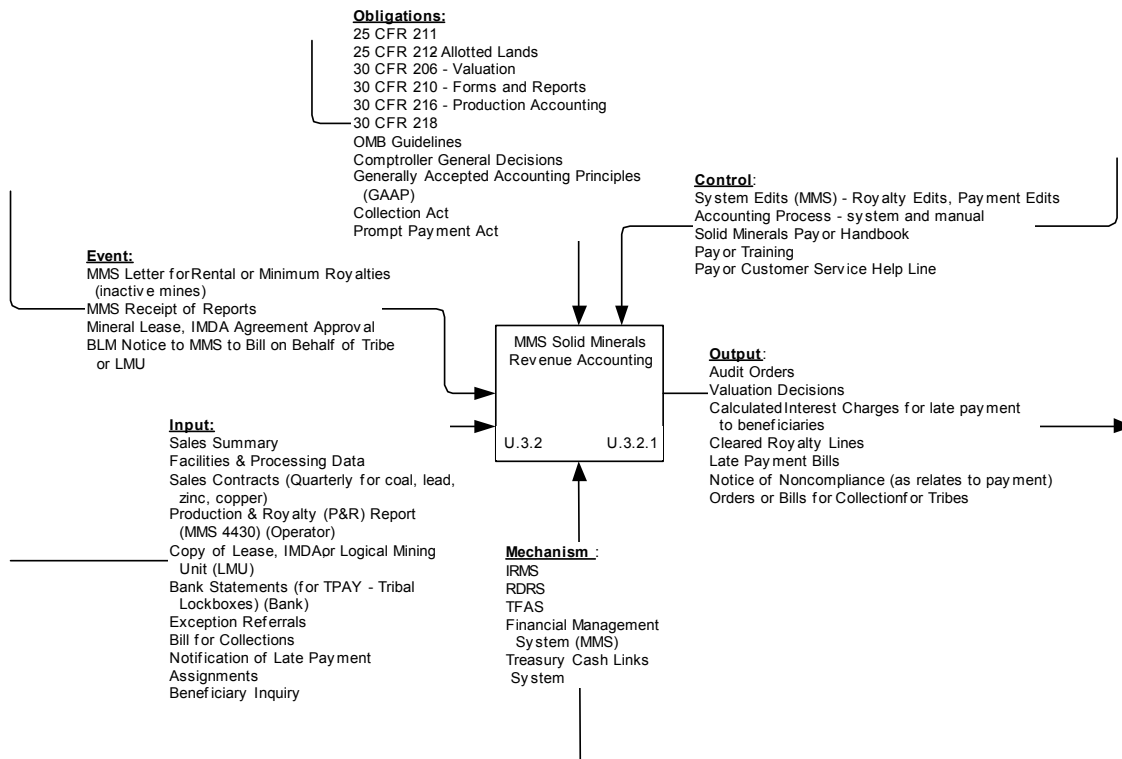 Obligations:
25 CFR 211
25 CFR 212 Allotted Lands
30 CFR 206 - Valuation
30 CFR 210 - Forms and Reports
30 CFR 216 - Production Accounting
30 CFR 218
OMB Guidelines
Comptroller General Decisions
Generally Accepted Accounting Principles
(GAAP)
Collection Act
Prompt Payment Act
Control:
System Edits (MMS) - Royalty Edits, Payment Edits
Accounting Process - system and manual
Solid Minerals Payor Handbook
Payor Training
Payor Customer Service Help Line
Event:
MMS Letter for Rental or Minimum Royalties
(inactive mines)
MMS Receipt of Reports
Mineral Lease, IMDA Agreement Approval
BLM Notice to MMS to Bill on Behalf of Tribe
or LMU
MMS Solid Minerals
Revenue Accounting
U.3.2 U.3.2.1
Output:
Audit Orders
Valuation Decisions
Calculated Interest Charges for late payment
to beneficiaries
Cleared Royalty Lines
Late Payment Bills
Notice of Noncompliance (as relates to payment)
Orders or Bills for Collection for Tribes
Input:
Sales Summary
Facilities & Processing Data
Sales Contracts (Quarterly for coal, lead,
zinc, copper)
Production & Royalty (P&R) Report
(MMS 4430) (Operator)
Copy of Lease, IMDA or Logical Mining
Unit (LMU)
Bank Statements (for TPAY - Tribal
Lockboxes) (Bank)
Exception Referrals
Bill for Collections
Notification of Late Payment
Assignments
Beneficiary Inquiry
Mechanism :
IRMS
RDRS
TFAS
Financial Management
System (MMS)
Treasury Cash Links
System